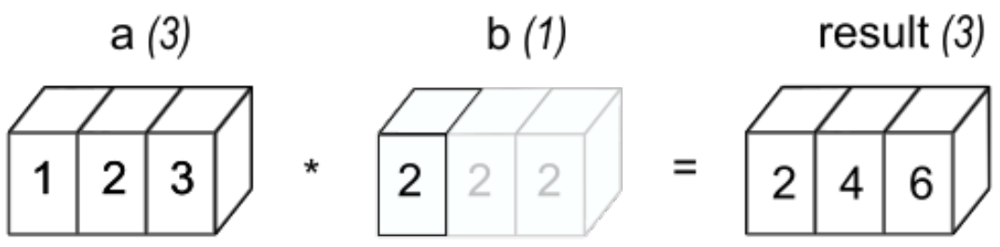 a (3) b (1) result (3)
1 2 3 * 2 2 2 = 2 4 6